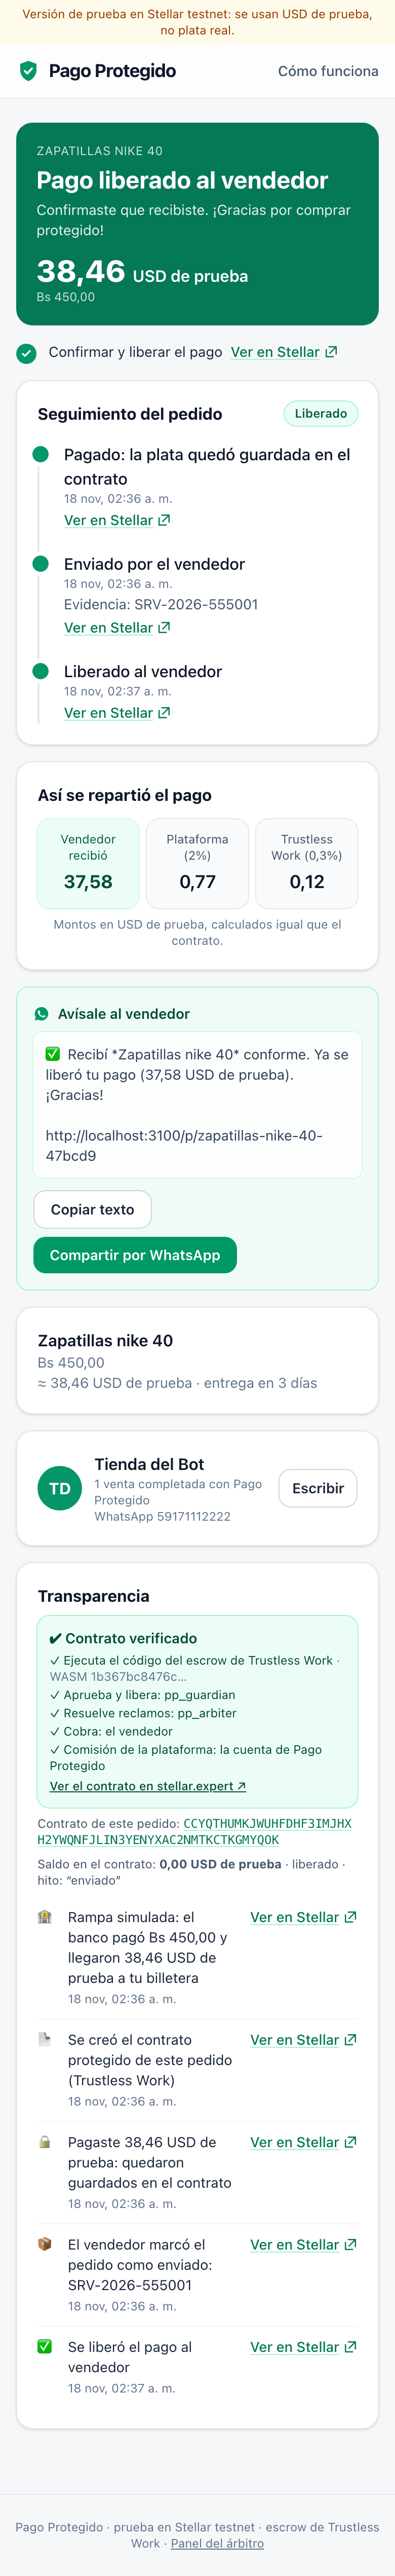 Versión de prueba en Stellar testnet: se usan USD de prueba,
no plata real.
Pago Protegido
Cómo funciona
ZAPATILLAS NIKE 40
Pago liberado al vendedor
Confirmaste que recibiste. ¡Gracias por comprar
protegido!
38,46 USD de prueba
Bs 450,00
Confirmar y liberar el pago Ver en Stellar
Seguimiento del pedido
Liberado
Pagado: la plata quedó guardada en el
contrato
18 nov, 02:36 a. m.
Ver en Stellar
Enviado por el vendedor
18 nov, 02:36 a. m.
Evidencia: SRV-2026-555001
Ver en Stellar
Liberado al vendedor
18 nov, 02:37 a. m.
Ver en Stellar
Así se repartió el pago
Vendedor
recibió
37,58
Plataforma
(2%)
0,77
Trustless
Work (0,3%)
0,12
Montos en USD de prueba, calculados igual que el
contrato.
Avísale al vendedor
✅ Recibí *Zapatillas nike 40* conforme. Ya se
liberó tu pago (37,58 USD de prueba).
¡Gracias!
http://localhost:3100/p/zapatillas-nike-40-
47bcd9
Copiar texto
Compartir por WhatsApp
Zapatillas nike 40
Bs 450,00
≈ 38,46 USD de prueba · entrega en 3 días
TD
Tienda del Bot
1 venta completada con Pago
Protegido
WhatsApp 59171112222
Escribir
Transparencia
✔ Contrato verificado
✓ Ejecuta el código del escrow de Trustless Work ·
WASM 1b367bc8476c…
✓ Aprueba y libera: pp_guardian
✓ Resuelve reclamos: pp_arbiter
✓ Cobra: el vendedor
✓ Comisión de la plataforma: la cuenta de Pago
Protegido
Ver el contrato en stellar.expert ↗
Contrato de este pedido: CCYQTHUMKJWUHFDHF3IMJHX
H2YWQNFJLIN3YENYXAC2NMTKCTKGMYQOK
Saldo en el contrato: 0,00 USD de prueba · liberado ·
hito: “enviado”
Rampa simulada: el
banco pagó Bs 450,00 y
llegaron 38,46 USD de
prueba a tu billetera
18 nov, 02:36 a. m.
Ver en Stellar
Se creó el contrato
protegido de este pedido
(Trustless Work)
18 nov, 02:36 a. m.
Ver en Stellar
Pagaste 38,46 USD de
prueba: quedaron
guardados en el contrato
18 nov, 02:36 a. m.
Ver en Stellar
El vendedor marcó el
pedido como enviado:
SRV-2026-555001
18 nov, 02:36 a. m.
Ver en Stellar
Se liberó el pago al
vendedor
18 nov, 02:37 a. m.
Ver en Stellar
Pago Protegido · prueba en Stellar testnet · escrow de Trustless
Work · Panel del árbitro